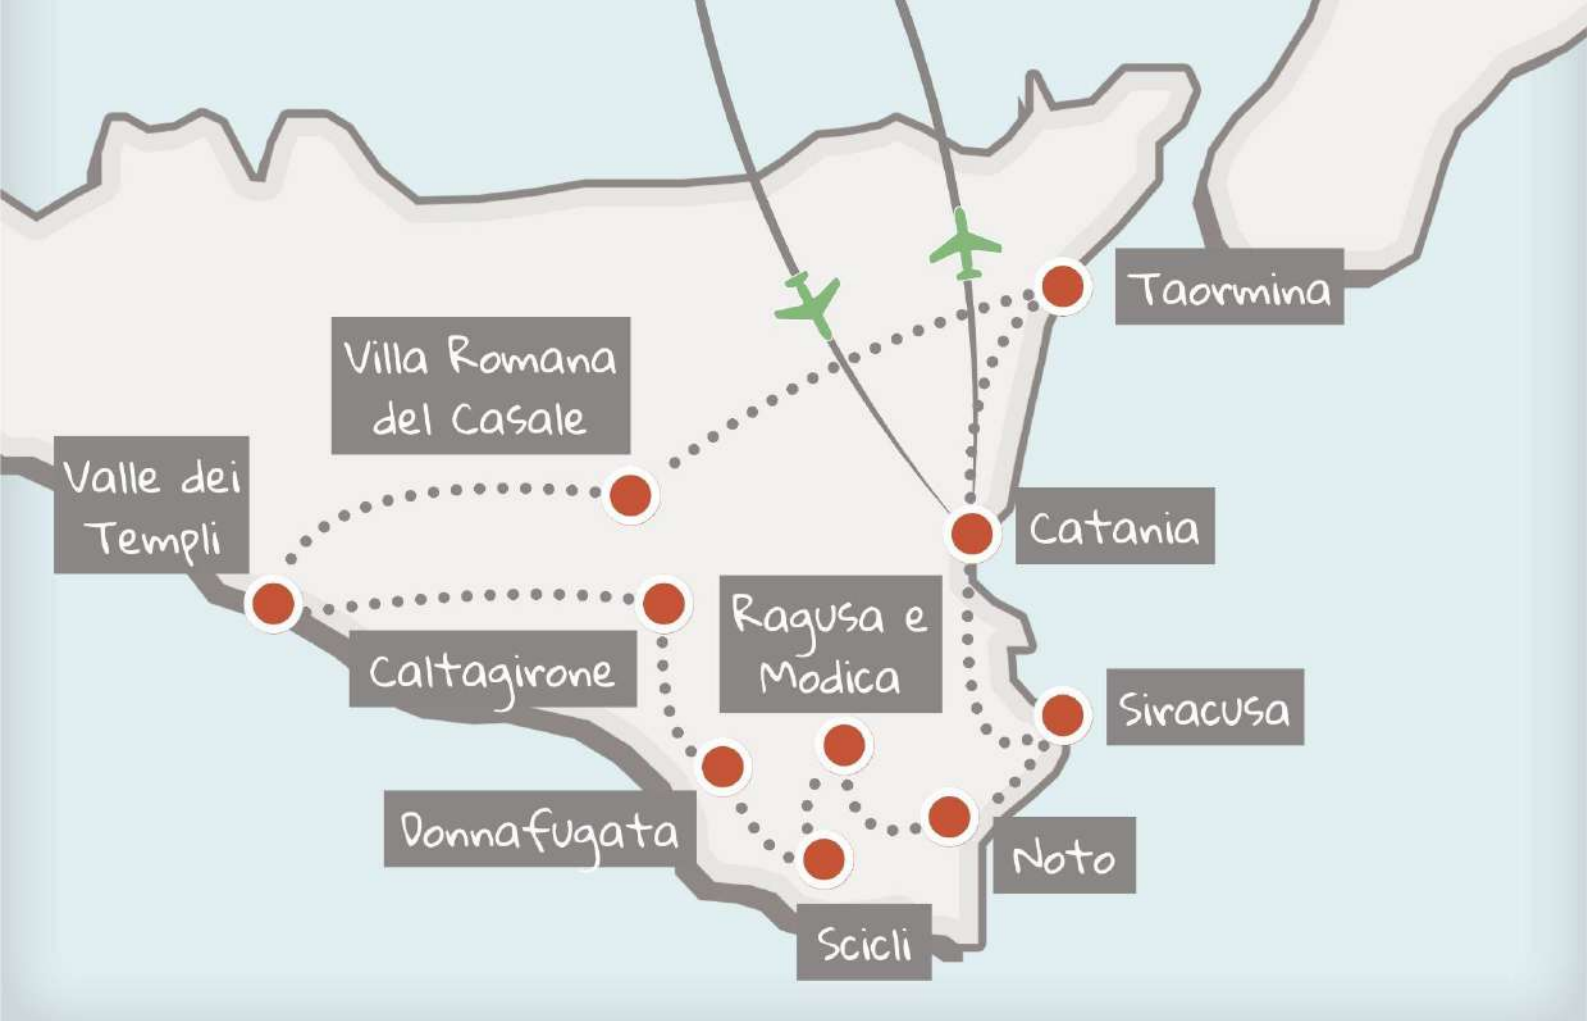 Taormina
Villa Romana
del Casale
Valle dei
Templi
Catania
Ragusa e
Modica
Caltagirone
Siracusa
Donnafugata
Noto
Scicli